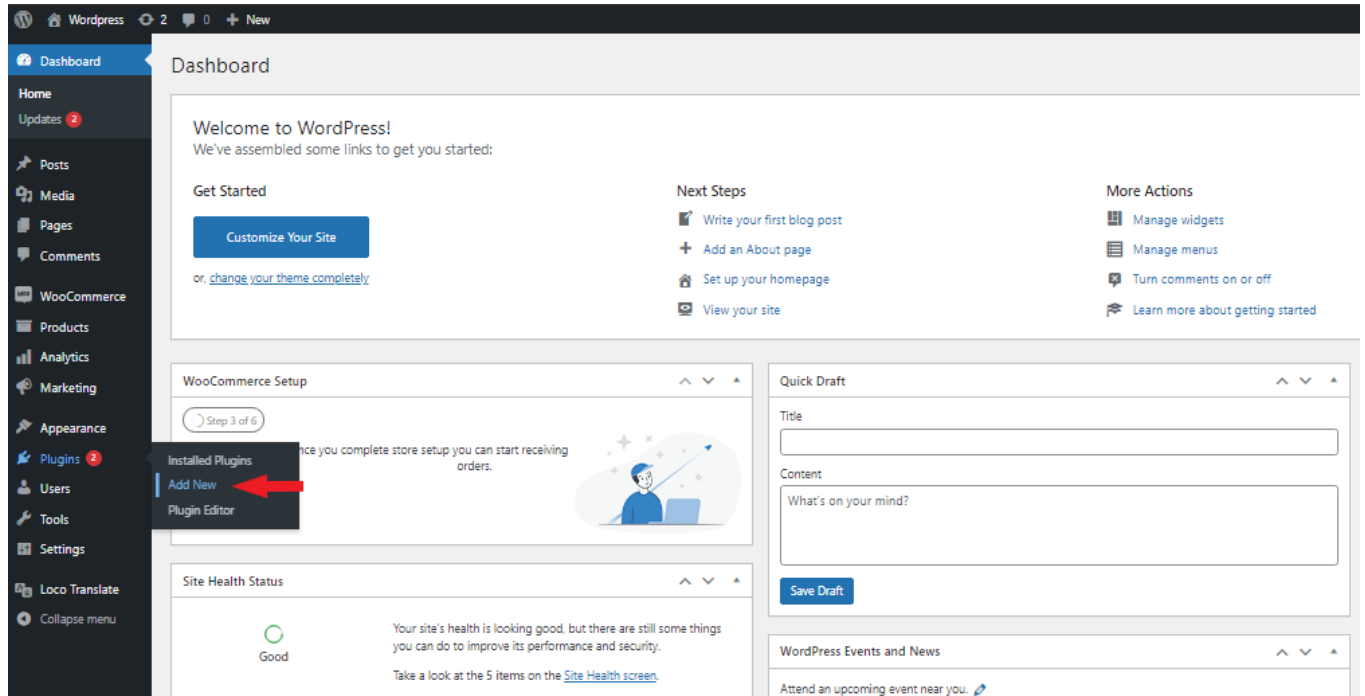 Wordpress 2 0 New
Dashboard
Home
Updates 2
Posts
Media
Pages
Comments
WooCommerce
Products
Analytics
Marketing
Appearance
Plugins 2
Users
Tools
Settings
Loco Translate
Collapse menu
Installed Plugins
Add New
Plugin Editor
Dashboard
Welcome to WordPress!
We've assembled some links to get you started:
Get Started
Customize Your Site
or, change your theme completely
Next Steps
Write your first blog post
Add an About page
Set up your homepage
View your site
More Actions
Manage widgets
Manage menus
Turn comments on or off
Learn more about getting started
WooCommerce Setup
Step 3 of 6
you complete store setup you can start receiving
orders.
Site Health Status
Good
Your site's health is looking good, but there are still some things
you can do to improve its performance and security.
Take a look at the 5 items on the Site Health screen.
Quick Draft
Title
Content
What's on your mind?
Save Draft
WordPress Events and News
Attend an upcoming event near you.